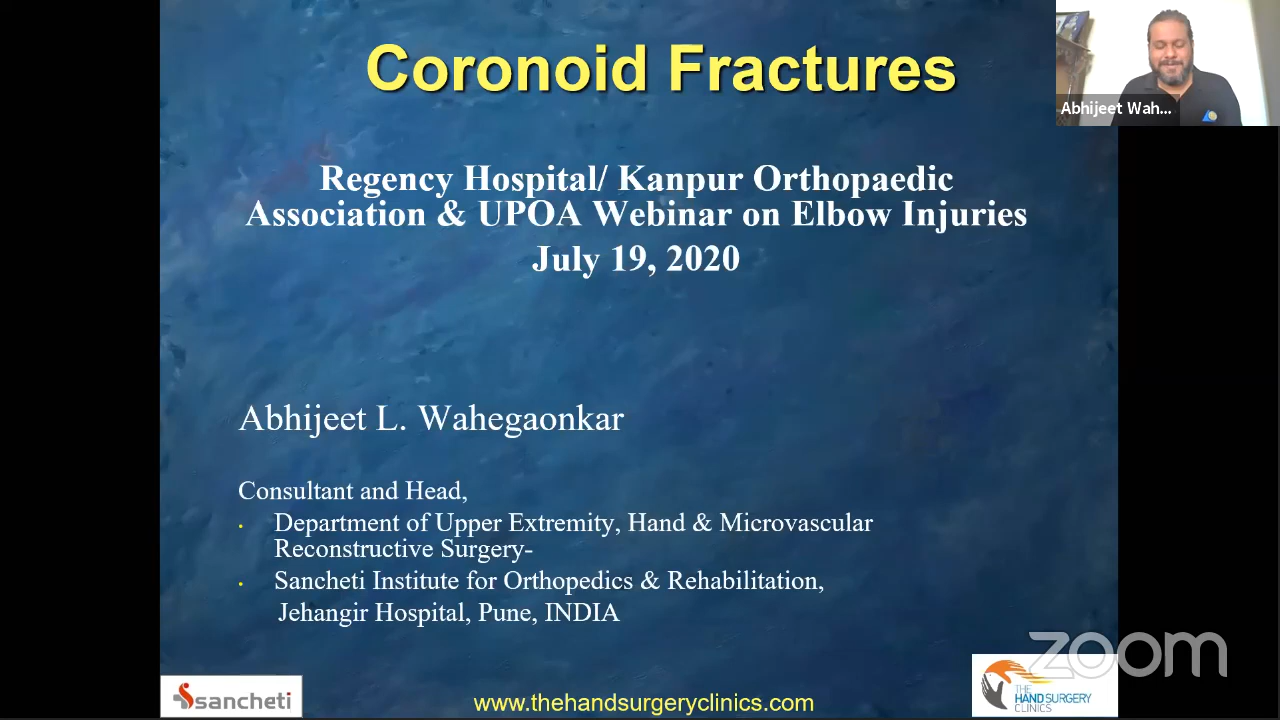 Coronoid Fractures
Abhijeet Wah...
Regency Hospital/ Kanpur Orthopaedic
Association & UPOA Webinar on Elbow Injuries
July 19, 2020
Abhijeet L. Wahegaonkar
Consultant and Head,
• Department of Upper Extremity, Hand & Microvascular
Reconstructive Surgery-
• Sancheti Institute for Orthopedics & Rehabilitation,
Jehangir Hospital, Pune, INDIA
zoom
sancheti
www.thehandsurgeryclinics.com
THE
HAND SURGERY
CLINICS